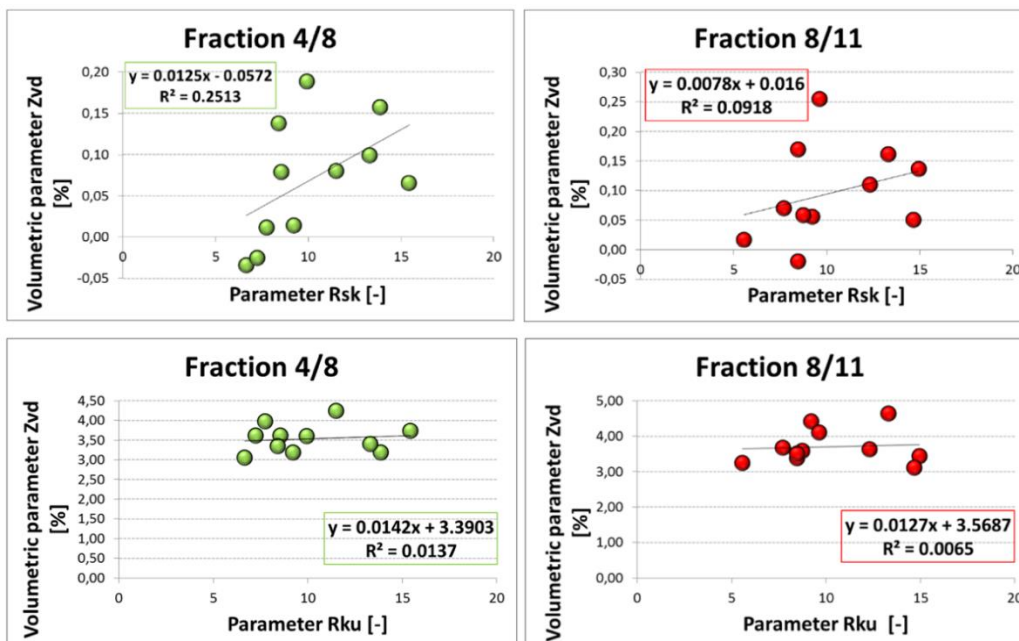 Fraction 4/8
y = 0.0125x - 0.0572
R² = 0.2513
Volumetric parameter Zvd
[%]
0,20
0,15
0,10
0,05
0,00
-0,05
0
5
10
15
20
Parameter Rsk [-]
Fraction 8/11
y = 0.0078x + 0.016
R² = 0.0918
Volumetric parameter Zvd
[%]
0,30
0,25
0,20
0,15
0,10
0,05
0,00
-0,05
0
5
10
15
20
Parameter Rsk [-]
Fraction 4/8
Volumetric parameter Zvd
[%]
4,50
4,00
3,50
3,00
2,50
2,00
1,50
1,00
0,50
0,00
y = 0.0142x + 3.3903
R² = 0.0137
0
5
10
15
20
Parameter Rku [-]
Fraction 8/11
Volumetric parameter Zvd
[%]
5,00
4,00
3,00
2,00
1,00
0,00
y = 0.0127x + 3.5687
R² = 0.0065
0
5
10
15
20
Parameter Rku [-]